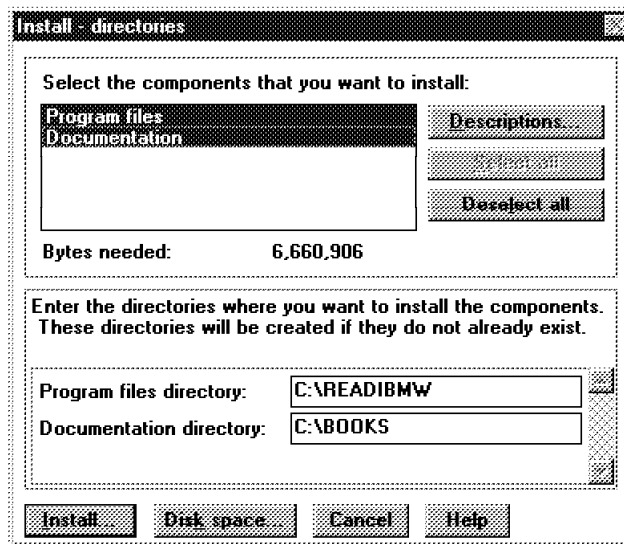 Install - directories
Select the components that you want to install:
Program files
Documentation
Descriptions...
Select all
Deselect all
Bytes needed: 6,660,906
Enter the directories where you want to install the components.
These directories will be created if they do not already exist.
Program files directory: C:\READIBMW
Documentation directory: C:\BOOKS
Install... Disk space... Cancel Help